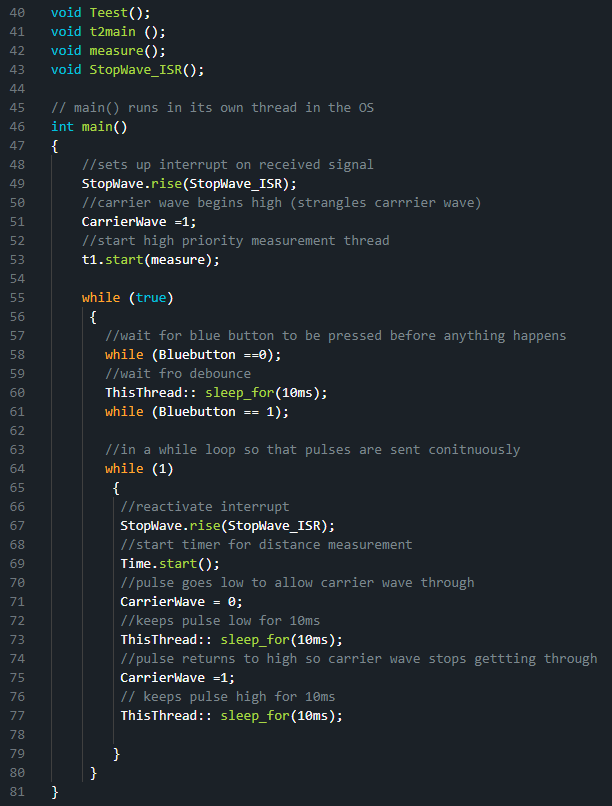 40 void Teest();
41 void t2main ();
42 void measure();
43 void StopWave_ISR();
44
45 // main() runs in its own thread in the OS
46 int main()
47 {
48 //sets up interrupt on received signal
49 StopWave.rise(StopWave_ISR);
50 //carrier wave begins high (strangles carrrier wave)
51 CarrierWave =1;
52 //start high priority measurement thread
53 t1.start(measure);
54
55 while (true)
56 {
57 //wait for blue button to be pressed before anything happens
58 while (Bluebutton ==0);
59 //wait fro debounce
60 ThisThread:: sleep_for(10ms);
61 while (Bluebutton == 1);
62
63 //in a while loop so that pulses are sent conitnuously
64 while (1)
65 {
66 //reactivate interrupt
67 StopWave.rise(StopWave_ISR);
68 //start timer for distance measurement
69 Time.start();
70 //pulse goes low to allow carrier wave through
71 CarrierWave = 0;
72 //keeps pulse low for 10ms
73 ThisThread:: sleep_for(10ms);
74 //pulse returns to high so carrier wave stops gettting through
75 CarrierWave =1;
76 // keeps pulse high for 10ms
77 ThisThread:: sleep_for(10ms);
78
79 }
80 }
81 }